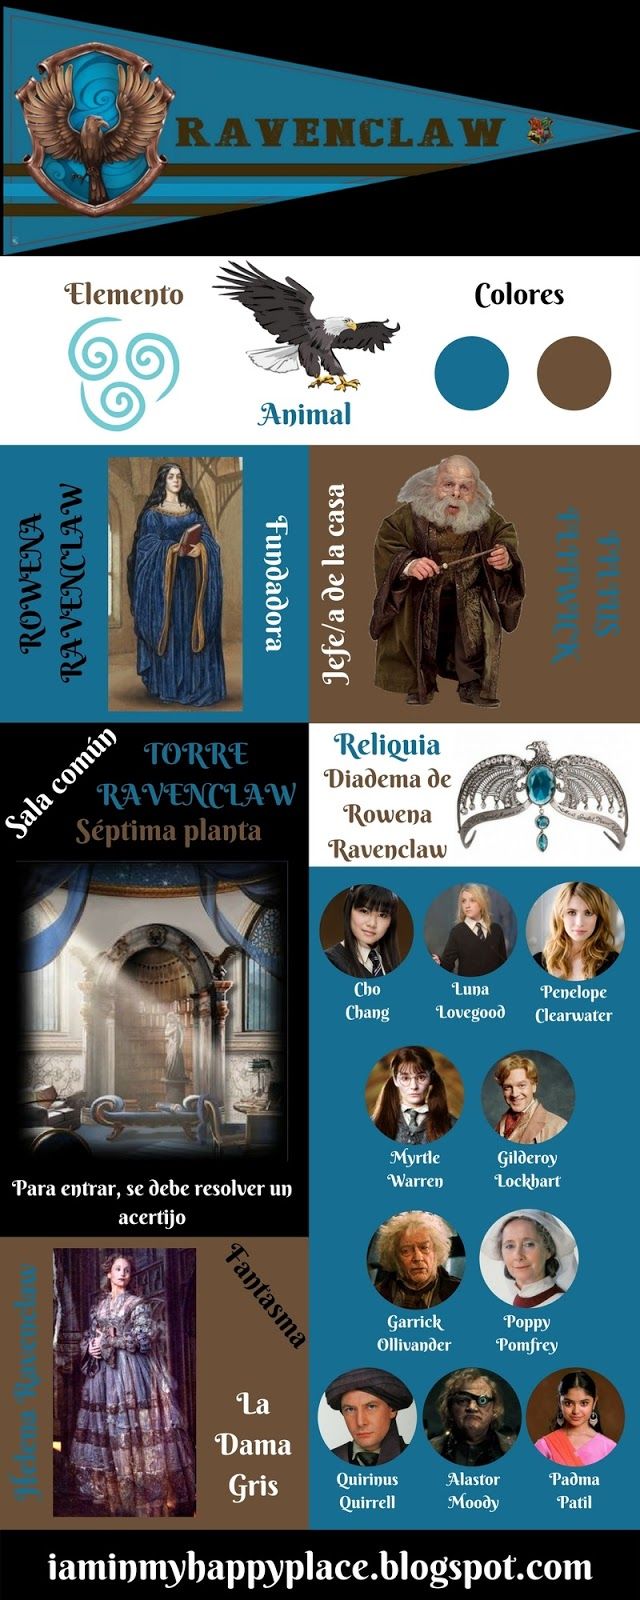 RAVENCLAW
Elemento
Animal
Colores
ROWENA
RAVENCLAW
Fundadora
Jefe/a de la casa
FILIUS
FLITWICK
Sala común
TORRE
RAVENCLAW
Séptima planta
Para entrar, se debe resolver un
acertijo
Reliquia
Diadema de
Rowena
Ravenclaw
Cho
Chang
Luna
Lovegood
Penelope
Clearwater
Myrtle
Warren
Gilderoy
Lockhart
Garrick
Ollivander
Poppy
Pomfrey
Quirinus
Quirrell
Alastor
Moody
Padma
Patil
Helena Ravenclaw
Fantasma
La
Dama
Gris
iaminmyhappyplace.blogspot.com